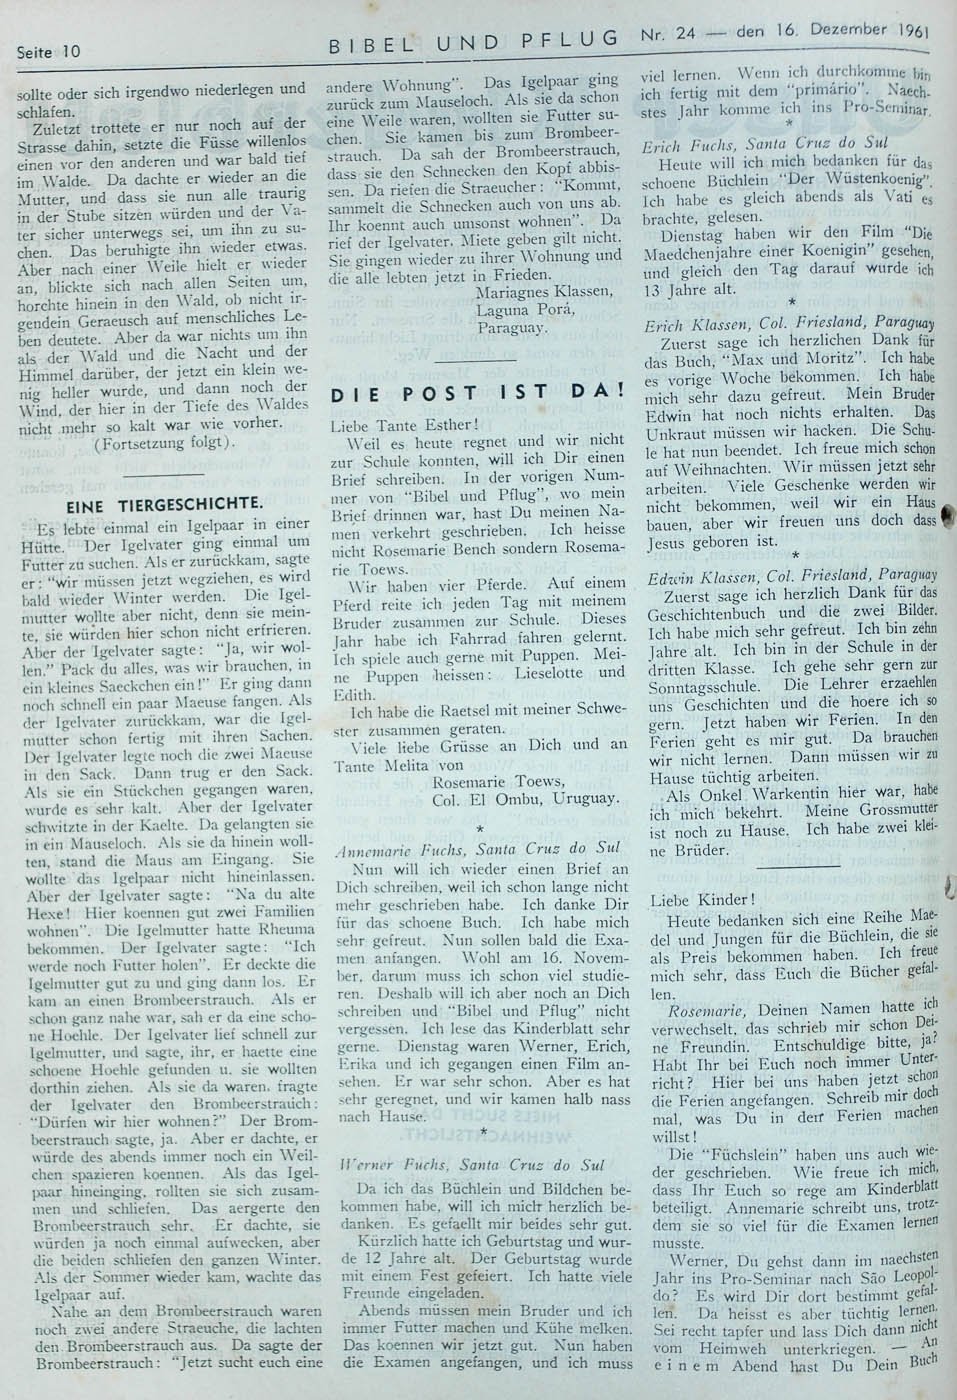 Seite 10
BIBEL UND PFLUG
Nr. 24 — den 16. Dezember 1961
sollte oder sich irgendwo niederlegen und
schlafen.
Zuletzt trottete er nur noch auf der
Strasse dahin, setzte die Füsse willenlos
einen vor den anderen und war bald tief
im Walde. Da dachte er wieder an die
Mutter, und dass sie nun alle traurig
in der Stube sitzen würden und der Va-
ter sicher unterwegs sei, um ihn zu su-
chen. Das beruhigte ihn wieder etwas.
Aber nach einer Weile hielt er wieder
an, blickte sich nach allen Seiten um,
horchte hinein in den Wald, ob nicht ir-
gendein Geraeusch auf menschliches Le-
ben deutete. Aber da war nichts um ihn
als der Wald und die Nacht und der
Himmel darüber, der jetzt ein klein we-
nig heller wurde, und dann noch der
Wind, der hier in der Tiefe des Waldes
nicht mehr so kalt war wie vorher.
(Fortsetzung folgt).
EINE TIERGESCHICHTE.
Es lebte einmal ein Igelpaar in einer
Hütte. Der Igelvater ging einmal um
Futter zu suchen. Als er zurückkam, sagte
er: "wir müssen jetzt wegziehen, es wird
bald wieder Winter werden. Die Igel-
mutter wollte aber nicht, denn sie mein-
te, sie würden hier schon nicht erfrieren.
Aber der Igelvater sagte: "Ja, wir wol-
len." Pack du alles, was wir brauchen, in
ein kleines Saeckchen ein!" Er ging dann
noch schnell ein paar Maeuse fangen. Als
der Igelvater zurückkam, war die Igel-
mutter schon fertig mit ihren Sachen.
Der Igelvater legte noch die zwei Maeuse
in den Sack. Dann trug er den Sack.
Als sie ein Stückchen gegangen waren,
wurde es sehr kalt. Aber der Igelvater
schwitzte in der Kaelte. Da gelangten sie
in ein Mauseloch. Als sie da hinein woll-
ten, stand die Maus am Eingang. Sie
wollte das Igelpaar nicht hineinlassen.
Aber der Igelvater sagte: "Na du alte
Hexe! Hier koennen gut zwei Familien
wohnen". Die Igelmutter hatte Rheuma
bekommen. Der Igelvater sagte: "Ich
werde noch Futter holen". Er deckte die
Igelmutter gut zu und ging dann los. Er
kam an einen Brombeerstrauch. Als er
schon ganz nahe war, sah er da eine scho-
ne Hoehle. Der Igelvater lief schnell zur
Igelmutter, und sagte, ihr, er haette eine
schoene Hoehle gefunden u. sie wollten
dorthin ziehen. Als sie da waren, fragte
der Igelvater den Brombeerstrauch:
"Dürfen wir hier wohnen?" Der Brom-
beerstrauch sagte, ja. Aber er dachte, er
würde des abends immer noch ein Weil-
chen spazieren koennen. Als das Igel-
paar hineinging, rollten sie sich zusam-
men und schliefen. Das aergerte den
Brombeerstrauch sehr. Er dachte, sie
würden ja noch einmal aufwecken, aber
die beiden schliefen den ganzen Winter.
Als der Sommer wieder kam, wachte das
Igelpaar auf.
Nahe an dem Brombeerstrauch waren
noch zwei andere Straeuche, die lachten
den Brombeerstrauch aus. Da sagte der
Brombeerstrauch: "Jetzt sucht euch eine
andere Wohnung". Das Igelpaar ging
zurück zum Mauseloch. Als sie da schon
eine Weile waren, wollten sie Futter su-
chen. Sie kamen bis zum Brombeer-
strauch. Da sah der Brombeerstrauch,
dass sie den Schnecken den Kopf abbis-
sen. Da riefen die Straeucher: "Kommt,
sammelt die Schnecken auch von uns ab.
Ihr koennt auch umsonst wohnen". Da
rief der Igelvater. Miete geben gilt nicht.
Sie gingen wieder zu ihrer Wohnung und
die alle lebten jetzt in Frieden.
Mariagnes Klassen,
Laguna Porá,
Paraguay.
DIE POST IST DA!
Liebe Tante Esther!
Weil es heute regnet und wir nicht
zur Schule konnten, will ich Dir einen
Brief schreiben. In der vorigen Num-
mer von "Bibel und Pflug", wo mein
Brief drinnen war, hast Du meinen Na-
men verkehrt geschrieben. Ich heisse
nicht Rosemarie Bench sondern Rosema-
rie Toews.
Wir haben vier Pferde. Auf einem
Pferd reite ich jeden Tag mit meinem
Bruder zusammen zur Schule. Dieses
Jahr habe ich Fahrrad fahren gelernt.
Ich spiele auch gerne mit Puppen. Mei-
ne Puppen heissen: Lieselotte und
Edith.
Ich habe die Raetsel mit meiner Schwe-
ster zusammen geraten.
Viele liebe Grüsse an Dich und an
Tante Melita von
Rosemarie Toews,
Col. El Ombu, Uruguay.
*
Annemarie Fuchs, Santa Cruz do Sul
Nun will ich wieder einen Brief an
Dich schreiben, weil ich schon lange nicht
mehr geschrieben habe. Ich danke Dir
für das schoene Buch. Ich habe mich
sehr gefreut. Nun sollen bald die Exa-
men anfangen. Wohl am 16. Novem-
ber, darum muss ich schon viel studie-
ren. Deshalb will ich aber noch an Dich
schreiben und "Bibel und Pflug" nicht
vergessen. Ich lese das Kinderblatt sehr
gerne. Dienstag waren Werner, Erich,
Erika und ich gegangen einen Film an-
sehen. Er war sehr schon. Aber es hat
sehr geregnet, und wir kamen halb nass
nach Hause.
*
Werner Fuchs, Santa Cruz do Sul
Da ich das Büchlein und Bildchen be-
kommen habe, will ich mich herzlich be-
danken. Es gefaellt mir beides sehr gut.
Kürzlich hatte ich Geburtstag und wur-
de 12 Jahre alt. Der Geburtstag wurde
mit einem Fest gefeiert. Ich hatte viele
Freunde eingeladen.
Abends müssen mein Bruder und ich
immer Futter machen und Kühe melken.
Das koennen wir jetzt gut. Nun haben
die Examen angefangen, und ich muss
viel lernen. Wenn ich durchkomme bin
ich fertig mit dem "primário". Naech-
stes Jahr komme ich ins Pro-Seminar.
*
Erich Fuchs, Santa Cruz do Sul
Heute will ich mich bedanken für das
schoene Büchlein "Der Wüstenkoenig".
Ich habe es gleich abends als Vati es
brachte, gelesen.
Dienstag haben wir den Film "Die
Maedchenjahre einer Koenigin" gesehen,
und gleich den Tag darauf wurde ich
13 Jahre alt.
*
Erich Klassen, Col. Friesland, Paraguay
Zuerst sage ich herzlichen Dank für
das Buch, "Max und Moritz". Ich habe
es vorige Woche bekommen. Ich habe
mich sehr dazu gefreut. Mein Bruder
Edwin hat noch nichts erhalten. Das
Unkraut müssen wir hacken. Die Schu-
le hat nun beendet. Ich freue mich schon
auf Weihnachten. Wir müssen jetzt sehr
arbeiten. Viele Geschenke werden wir
nicht bekommen, weil wir ein Haus
bauen, aber wir freuen uns doch dass
Jesus geboren ist.
*
Edwin Klassen, Col. Friesland, Paraguay
Zuerst sage ich herzlich Dank für das
Geschichtenbuch und die zwei Bilder.
Ich habe mich sehr gefreut. Ich bin zehn
Jahre alt. Ich bin in der Schule in der
dritten Klasse. Ich gehe sehr gern zur
Sonntagsschule. Die Lehrer erzaehlen
uns Geschichten und die hoere ich so
gern. Jetzt haben wir Ferien. In den
Ferien geht es mir gut. Da brauchen
wir nicht lernen. Dann müssen wir zu
Hause tüchtig arbeiten.
Als Onkel Warkentin hier war, habe
ich mich bekehrt. Meine Grossmutter
ist noch zu Hause. Ich habe zwei klei-
ne Brüder.
Liebe Kinder!
Heute bedanken sich eine Reihe Mae-
del und Jungen für die Büchlein, die sie
als Preis bekommen haben. Ich freue
mich sehr, dass Euch die Bücher gefal-
len.
Rosemarie, Deinen Namen hatte ich
verwechselt, das schrieb mir schon Dei-
ne Freundin. Entschuldige bitte, ja?
Habt Ihr bei Euch noch immer Unter-
richt? Hier bei uns haben jetzt schon
die Ferien angefangen. Schreib mir doch
mal, was Du in den Ferien machen
willst!
Die "Füchslein" haben uns auch wie-
der geschrieben. Wie freue ich mich,
dass Ihr Euch so rege am Kinderblatt
beteiligt. Annemarie schreibt uns, trotz-
dem sie so viel für die Examen lernen
musste.
Werner, Du gehst dann im naechsten
Jahr ins Pro-Seminar nach São Leopol-
do? Es wird Dir dort bestimmt gefal-
len. Da heisst es aber tüchtig lernen.
Sei recht tapfer und lass Dich dann nicht
vom Heimweh unterkriegen. — An
einem Abend hast Du Dein Buch